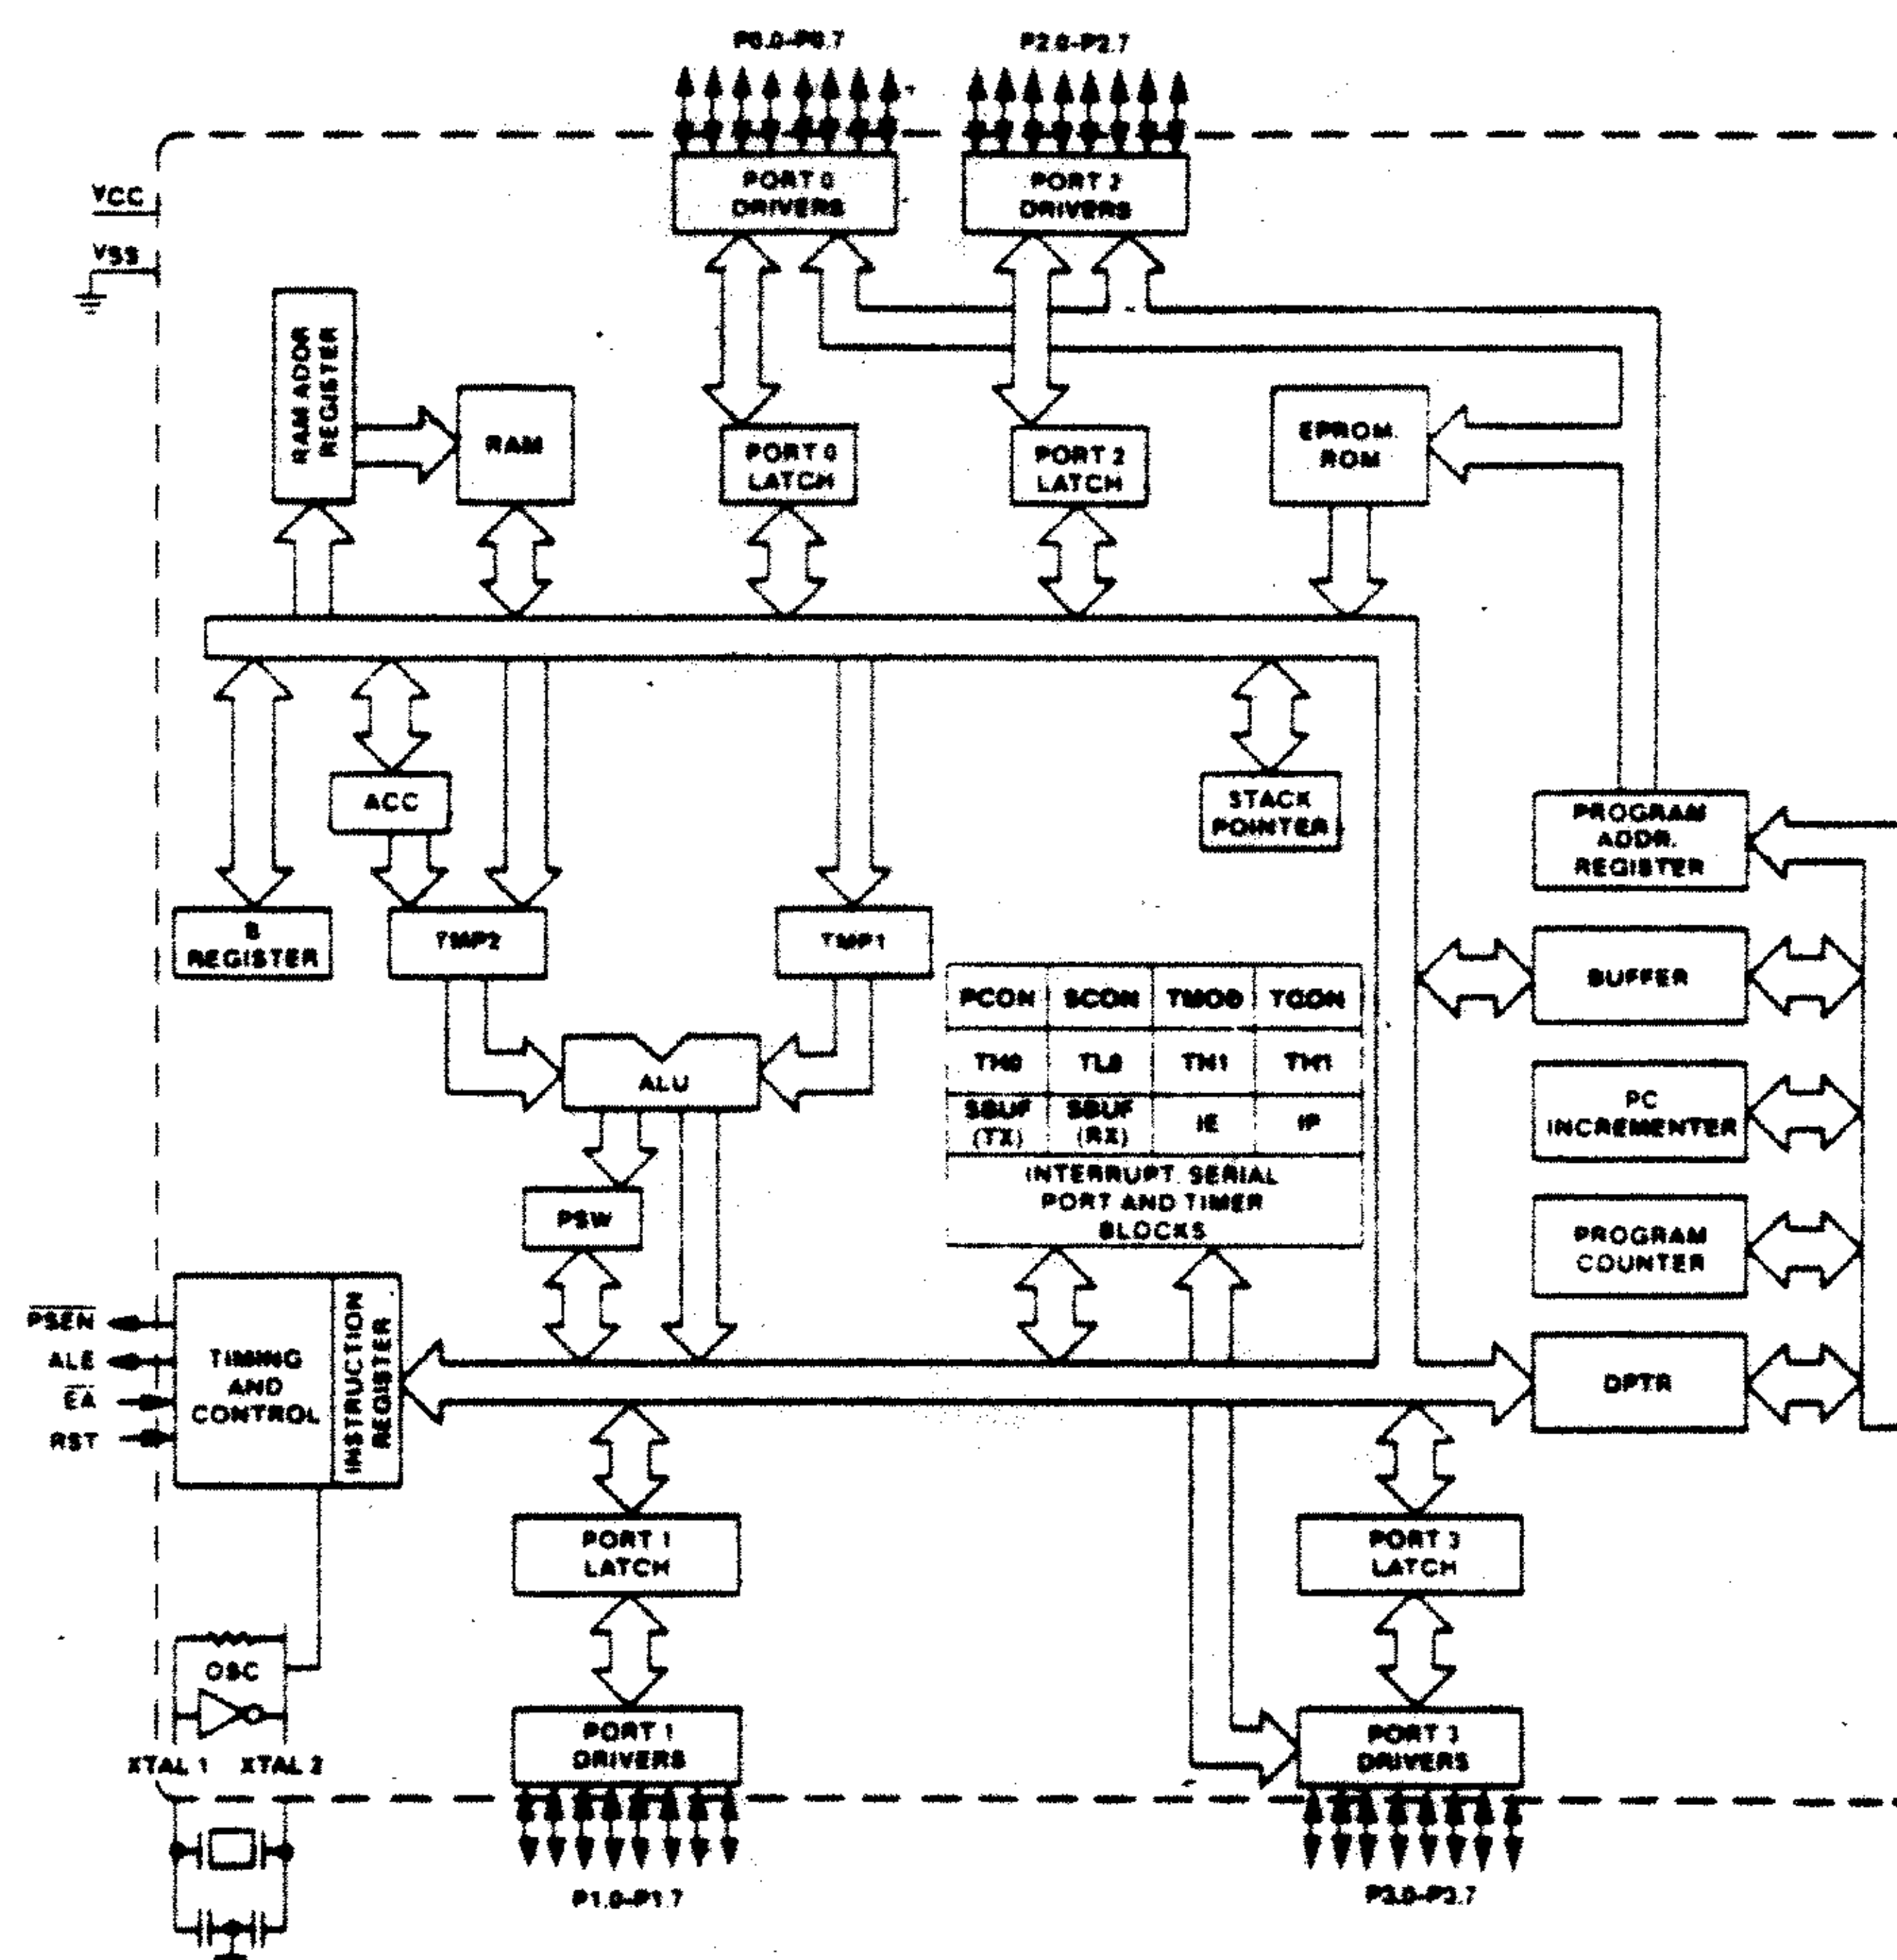 P0.0-P0.7
P2.0-P2.7
PORT 0
DRIVERS
PORT 2
DRIVERS
VCC
VSS
RAM ADDR
REGISTER
RAM
PORT 0
LATCH
PORT 2
LATCH
EPROM
ROM
ACC
STACK
POINTER
PROGRAM
ADDR.
REGISTER
B
REGISTER
TMP2
TMP1
BUFFER
PCON SCON TMOD TCON
TH0 TL0 TH1 TH1
SBUF
(TX)
SBUF
(RX)
IE IP
INTERRUPT. SERIAL
PORT AND TIMER
BLOCKS
ALU
PC
INCREMENTER
PSW
PROGRAM
COUNTER
PSEN
ALE
EA
RST
TIMING
AND
CONTROL
INSTRUCTION
REGISTER
DPTR
PORT 1
LATCH
PORT 3
LATCH
OSC
XTAL 1 XTAL 2
PORT 1
DRIVERS
PORT 3
DRIVERS
P1.0-P1.7
P3.0-P3.7